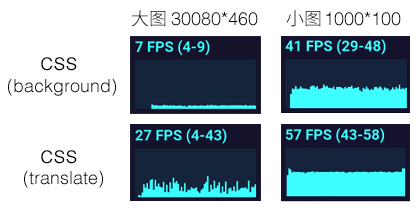 大图 30080*460 小图 1000*100
CSS
(background)
7 FPS (4-9) 41 FPS (29-48)
CSS
(translate)
27 FPS (4-43) 57 FPS (43-58)